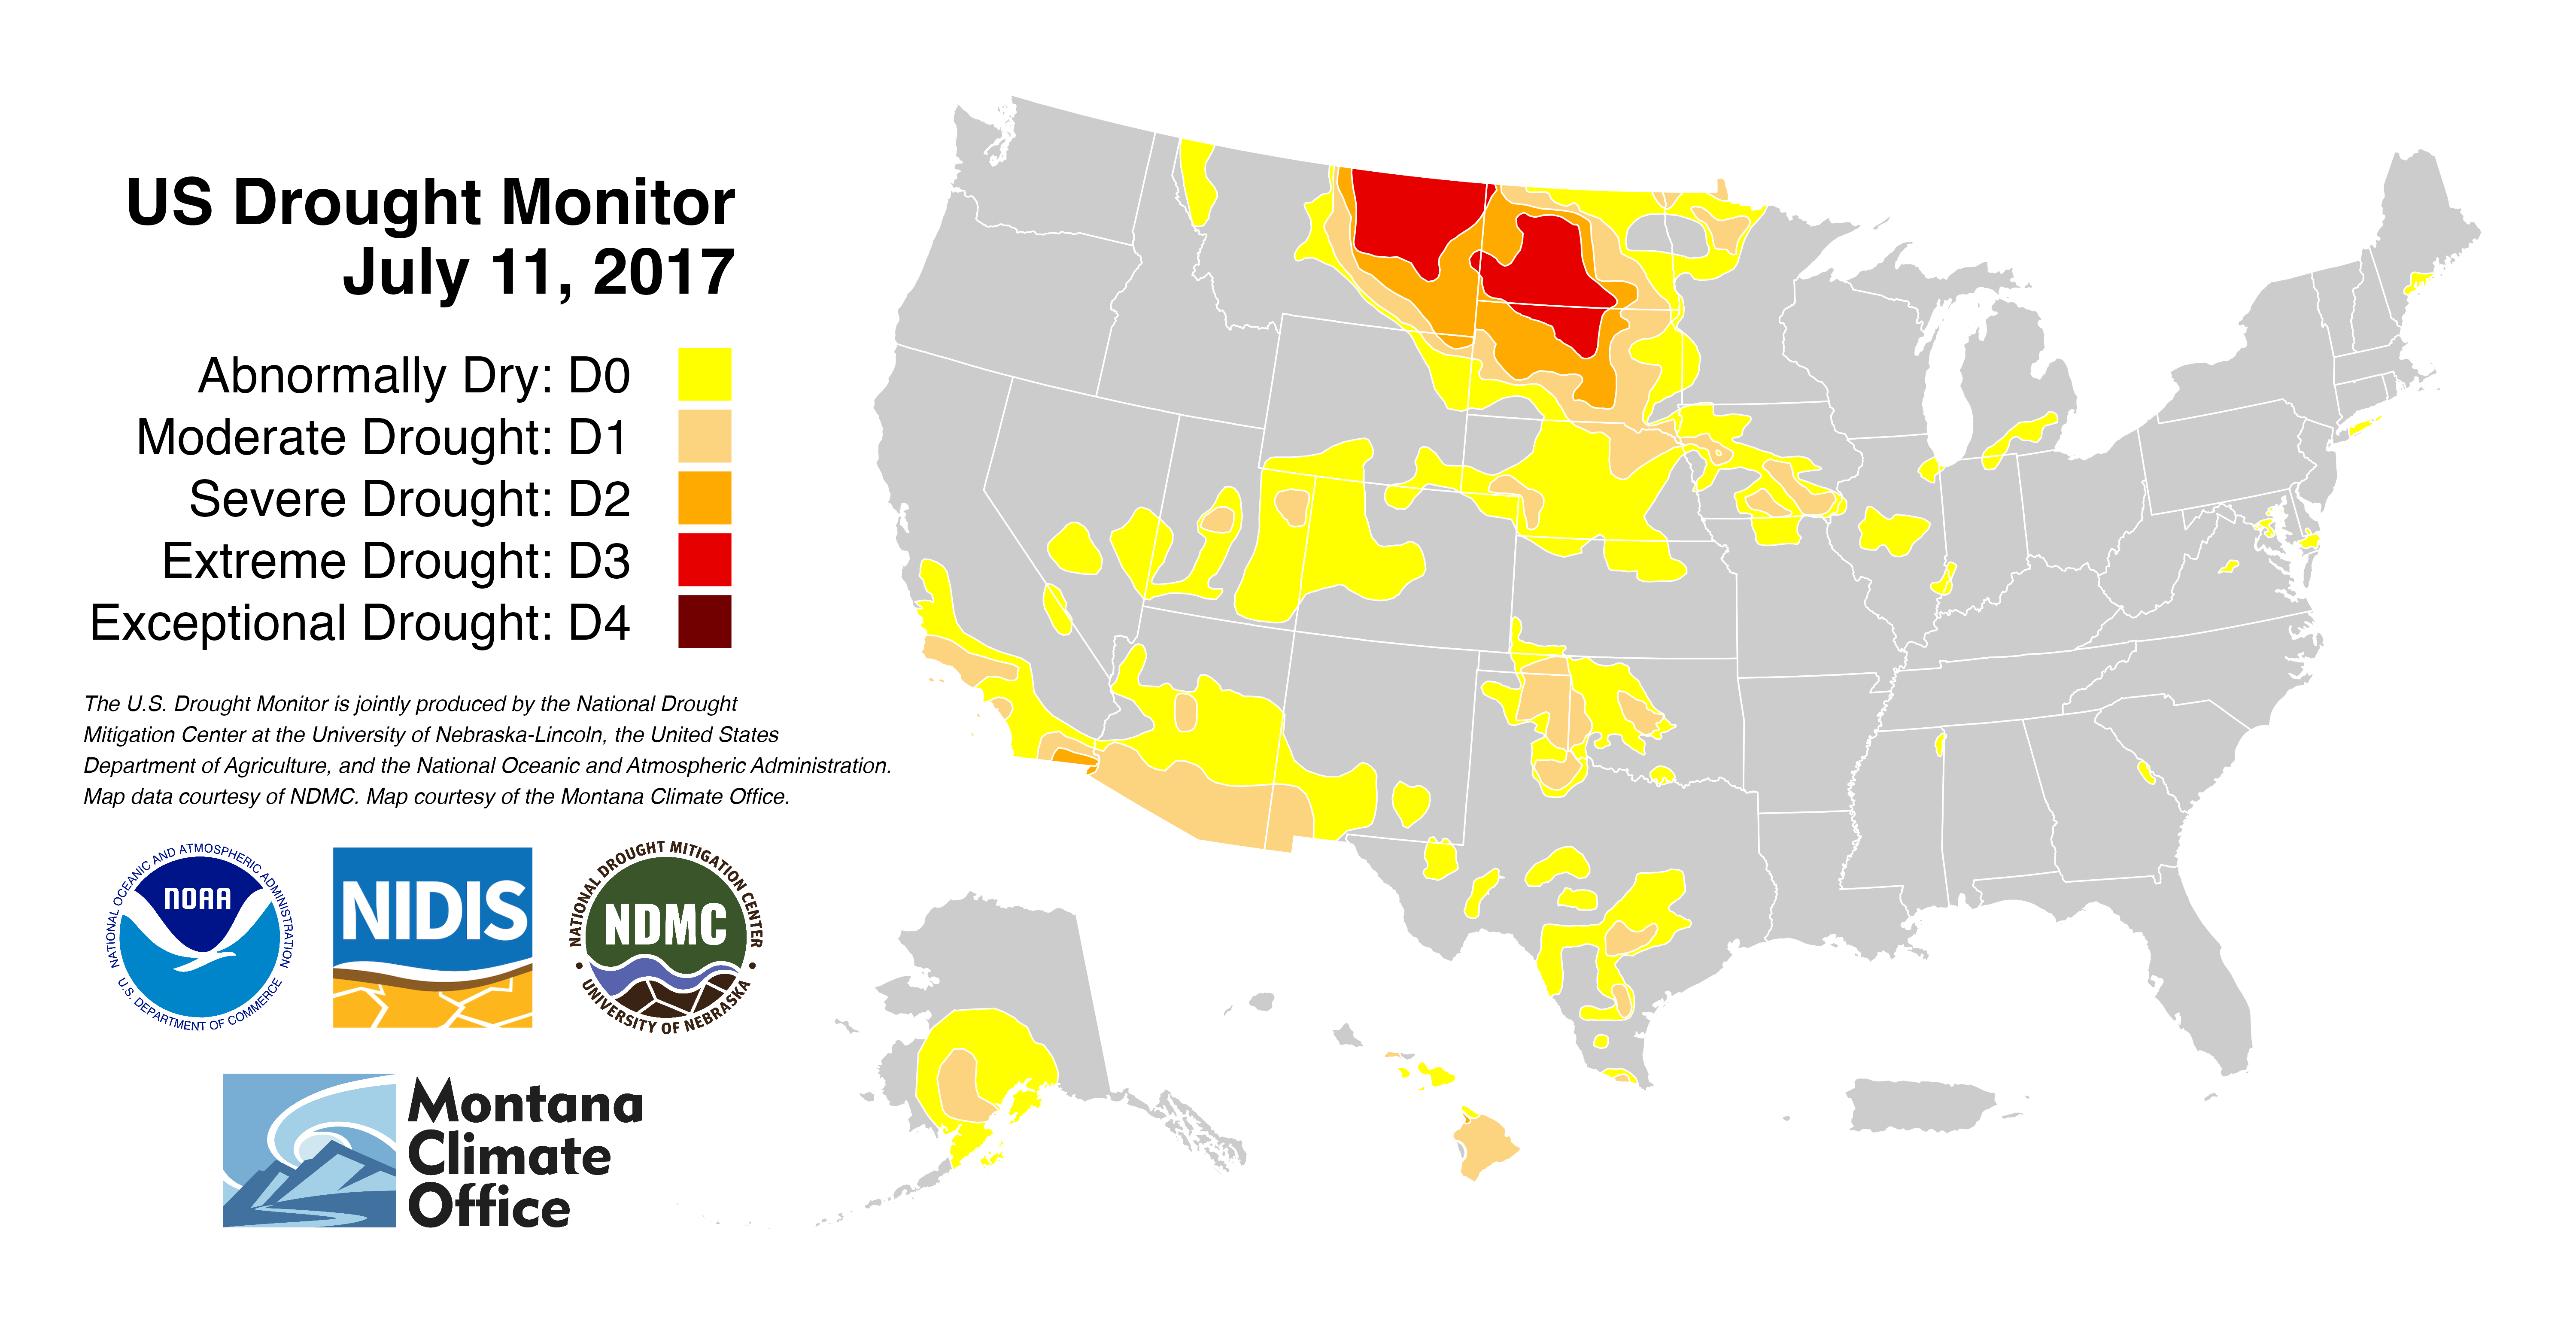 US Drought Monitor
July 11, 2017
Abnormally Dry: D0
Moderate Drought: D1
Severe Drought: D2
Extreme Drought: D3
Exceptional Drought: D4
The U.S. Drought Monitor is jointly produced by the National Drought
Mitigation Center at the University of Nebraska-Lincoln, the United States
Department of Agriculture, and the National Oceanic and Atmospheric Administration.
Map data courtesy of NDMC. Map courtesy of the Montana Climate Office.
NATIONAL OCEANIC AND ATMOSPHERIC ADMINISTRATION
NOAA
U.S. DEPARTMENT OF COMMERCE
NIDIS
NATIONAL DROUGHT MITIGATION CENTER
NDMC
UNIVERSITY OF NEBRASKA
Montana
Climate
Office